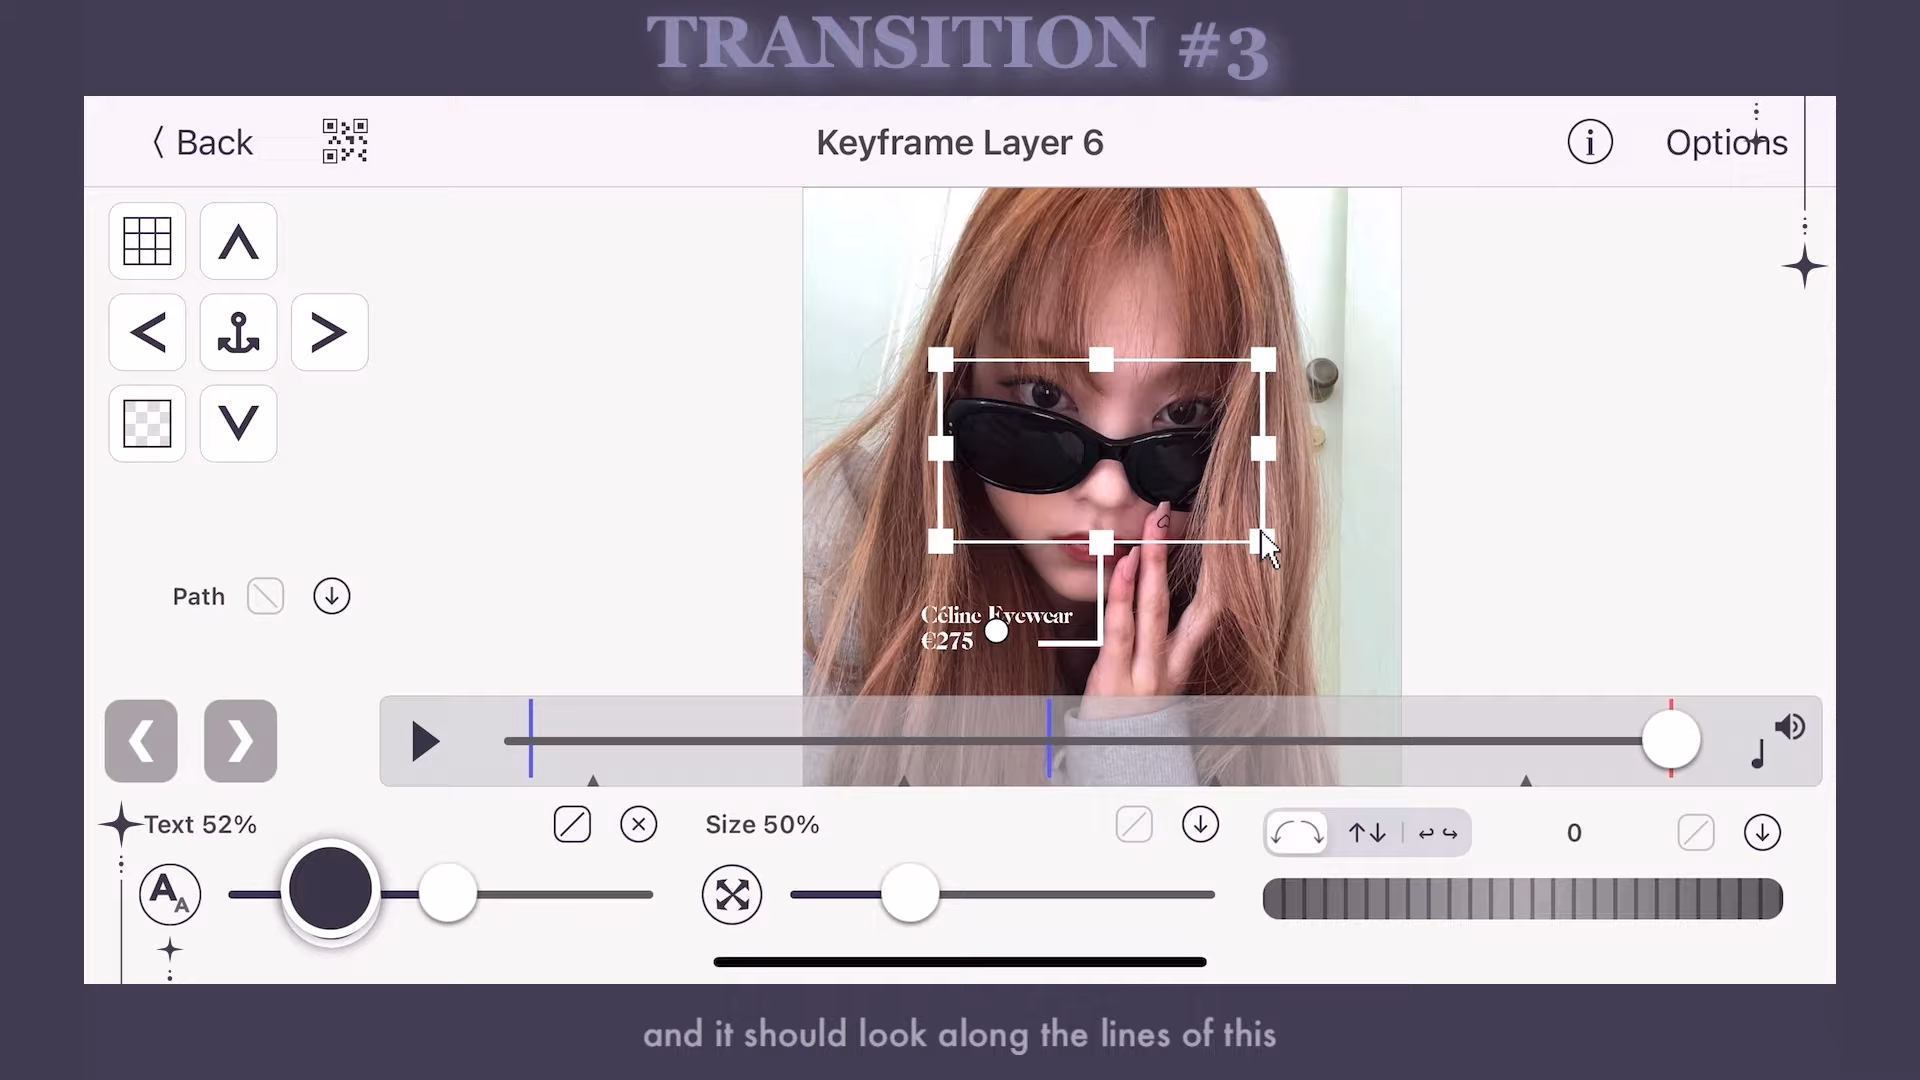 TRANSITION #3
Back
Keyframe Layer 6
Options
Céline Eyewear
€275
Path
Text 52%
Size 50%
0
and it should look along the lines of this